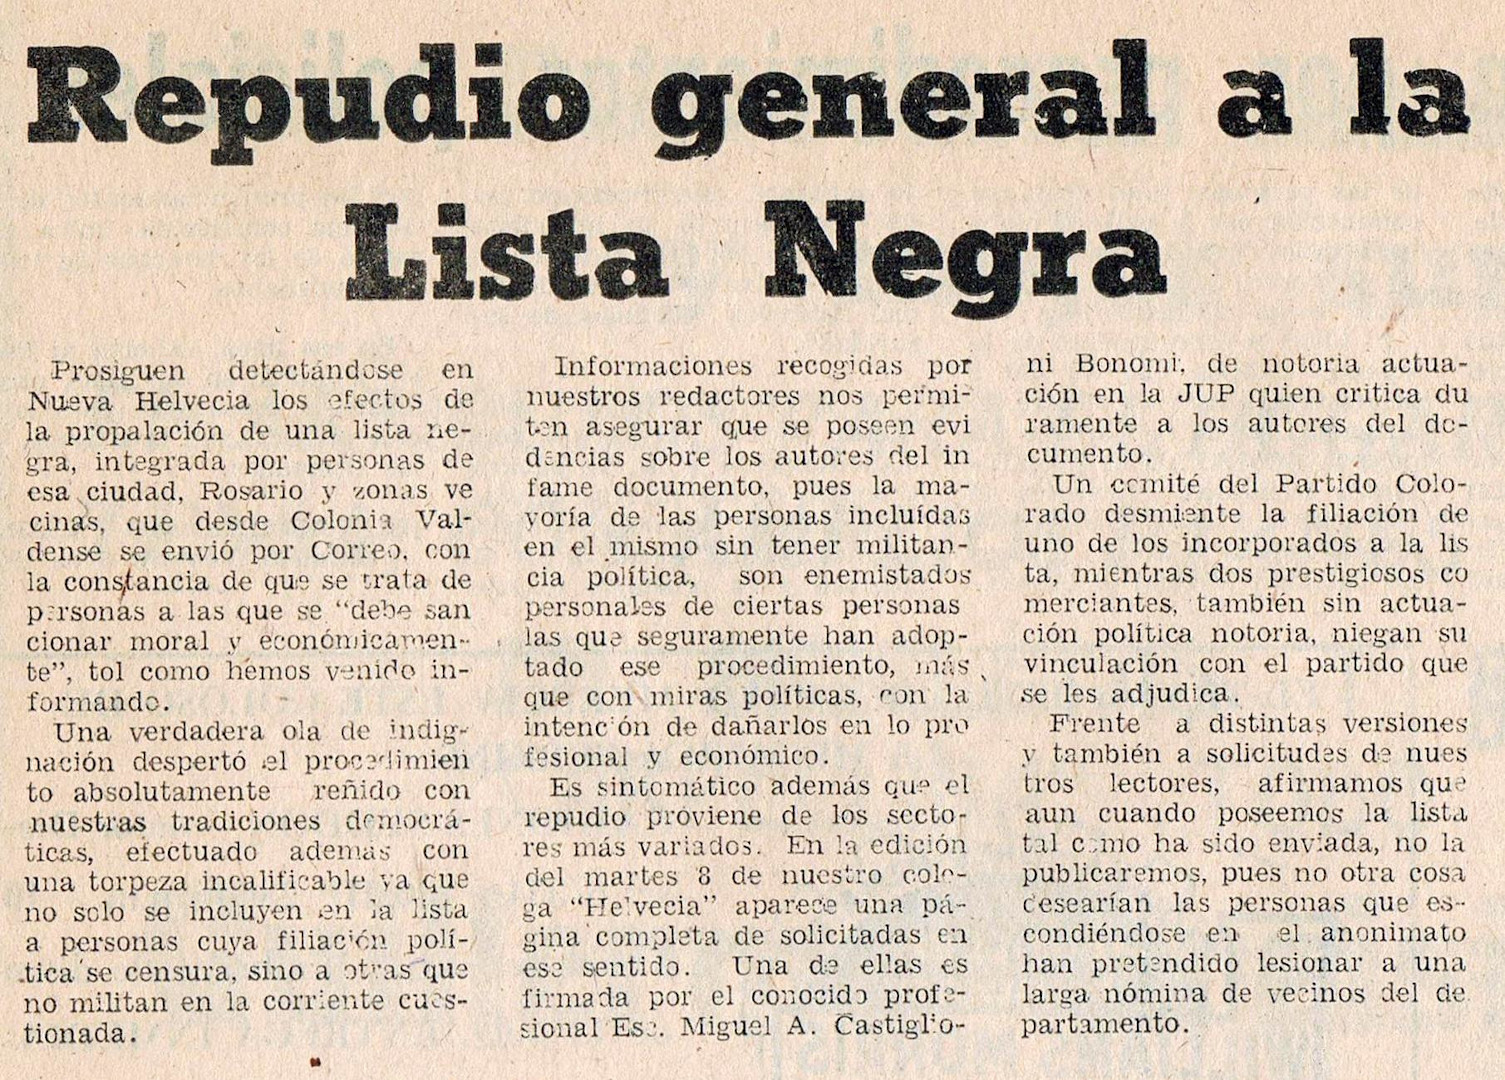 Repudio general a la
Lista Negra
Prosiguen detectándose en
Nueva Helvecia los efectos de
la propalación de una lista ne-
gra, integrada por personas de
esa ciudad, Rosario y zonas ve
cinas, que desde Colonia Val-
dense se envió por Correo, con
la constancia de que se trata de
personas a las que se "debe san
cionar moral y económicamen-
te", tol como hemos venido in-
formando.
Una verdadera ola de indig-
nación despertó el procedimien
to absolutamente reñido con
nuestras tradiciones democrá-
ticas, efectuado además con
una torpeza incalificable ya que
no solo se incluyen en la lista
a personas cuya filiación polí-
tica se censura, sino a otras que
no militan en la corriente cues-
tionada.
Informaciones recogidas por
nuestros redactores nos permi-
ten asegurar que se poseen evi
dencias sobre los autores del in
fame documento, pues la ma-
yoría de las personas incluídas
en el mismo sin tener militan-
cia política, son enemistados
personales de ciertas personas
las que seguramente han adop-
tado ese procedimiento, más
que con miras políticas, con la
intención de dañarlos en lo pro
fesional y económico.
Es sintomático además que el
repudio proviene de los secto-
res más variados. En la edición
del martes 8 de nuestro cole-
ga "Helvecia" aparece una pá-
gina completa de solicitadas en
ese sentido. Una de ellas es
firmada por el conocido profe-
sional Esc. Miguel A. Castiglio-
ni Bonomi, de notoria actua-
ción en la JUP quien critica du
ramente a los autores del do-
cumento.
Un comité del Partido Colo-
rado desmiente la filiación de
uno de los incorporados a la lis
ta, mientras dos prestigiosos co
merciantes, también sin actua-
ción política notoria, niegan su
vinculación con el partido que
se les adjudica.
Frente a distintas versiones
y también a solicitudes de nues
tros lectores, afirmamos que
aun cuando poseemos la lista
tal como ha sido enviada, no la
publicaremos, pues no otra cosa
desearían las personas que es-
condiéndose en el anonimato
han pretendido lesionar a una
larga nómina de vecinos del de
partamento.